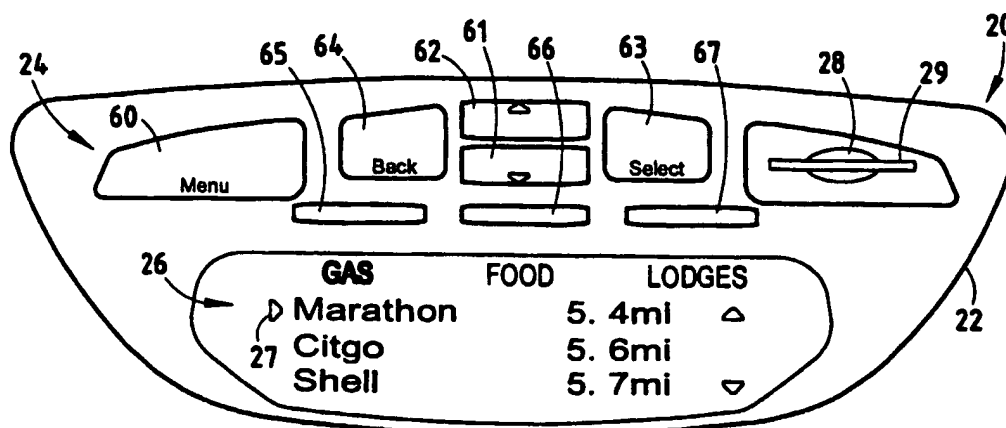 20
61
64
62
66
63
67
28
65
29
24
60
Menu
Back
Select
26
GAS FOOD LODGES
Marathon 5. 4mi
27
22
Citgo 5. 6mi
Shell 5. 7mi